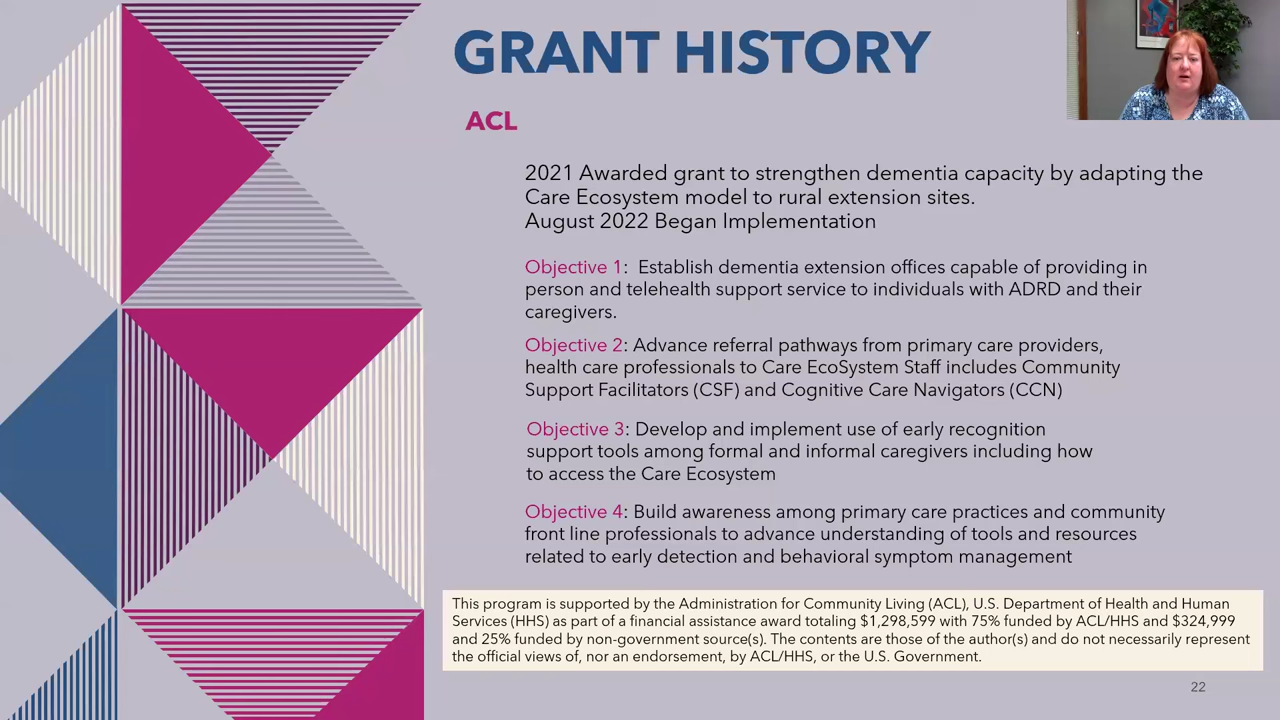 GRANT HISTORY
ACL
2021 Awarded grant to strengthen dementia capacity by adapting the
Care Ecosystem model to rural extension sites.
August 2022 Began Implementation
Objective 1:  Establish dementia extension offices capable of providing in
person and telehealth support service to individuals with ADRD and their
caregivers.
Objective 2: Advance referral pathways from primary care providers,
health care professionals to Care EcoSystem Staff includes Community
Support Facilitators (CSF) and Cognitive Care Navigators (CCN)
Objective 3: Develop and implement use of early recognition
support tools among formal and informal caregivers including how
to access the Care Ecosystem
Objective 4: Build awareness among primary care practices and community
front line professionals to advance understanding of tools and resources
related to early detection and behavioral symptom management
This program is supported by the Administration for Community Living (ACL), U.S. Department of Health and Human
Services (HHS) as part of a financial assistance award totaling $1,298,599 with 75% funded by ACL/HHS and $324,999
and 25% funded by non-government source(s). The contents are those of the author(s) and do not necessarily represent
the official views of, nor an endorsement, by ACL/HHS, or the U.S. Government.
22